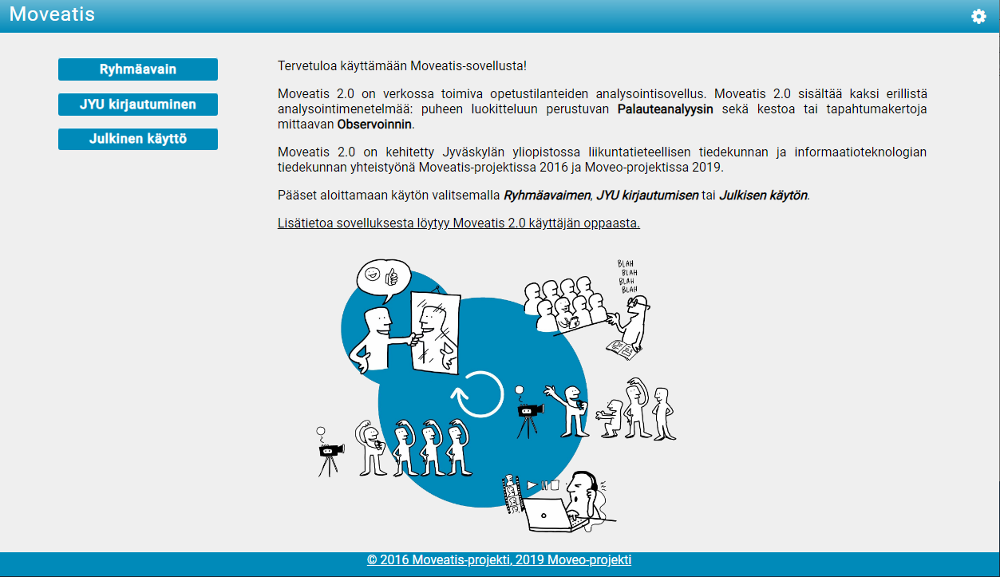 Moveatis
Ryhmäavain
JYU kirjautuminen
Julkinen käyttö
Tervetuloa käyttämään Moveatis-sovellusta!
Moveatis 2.0 on verkossa toimiva opetustilanteiden analysointisovellus. Moveatis 2.0 sisältää kaksi erillistä
analysointimenetelmää: puheen luokitteluun perustuvan Palauteanalyysin sekä kestoa tai tapahtumakertoja
mittaavan Observoinnin.
Moveatis 2.0 on kehitetty Jyväskylän yliopistossa liikuntatieteellisen tiedekunnan ja informaatioteknologian
tiedekunnan yhteistyönä Moveatis-projektissa 2016 ja Moveo-projektissa 2019.
Pääset aloittamaan käytön valitsemalla Ryhmäavaimen, JYU kirjautumisen tai Julkisen käytön.
Lisätietoa sovelluksesta löytyy Moveatis 2.0 käyttäjän oppaasta.
BLAH
BLAH
BLAH
BLAH
© 2016 Moveatis-projekti, 2019 Moveo-projekti